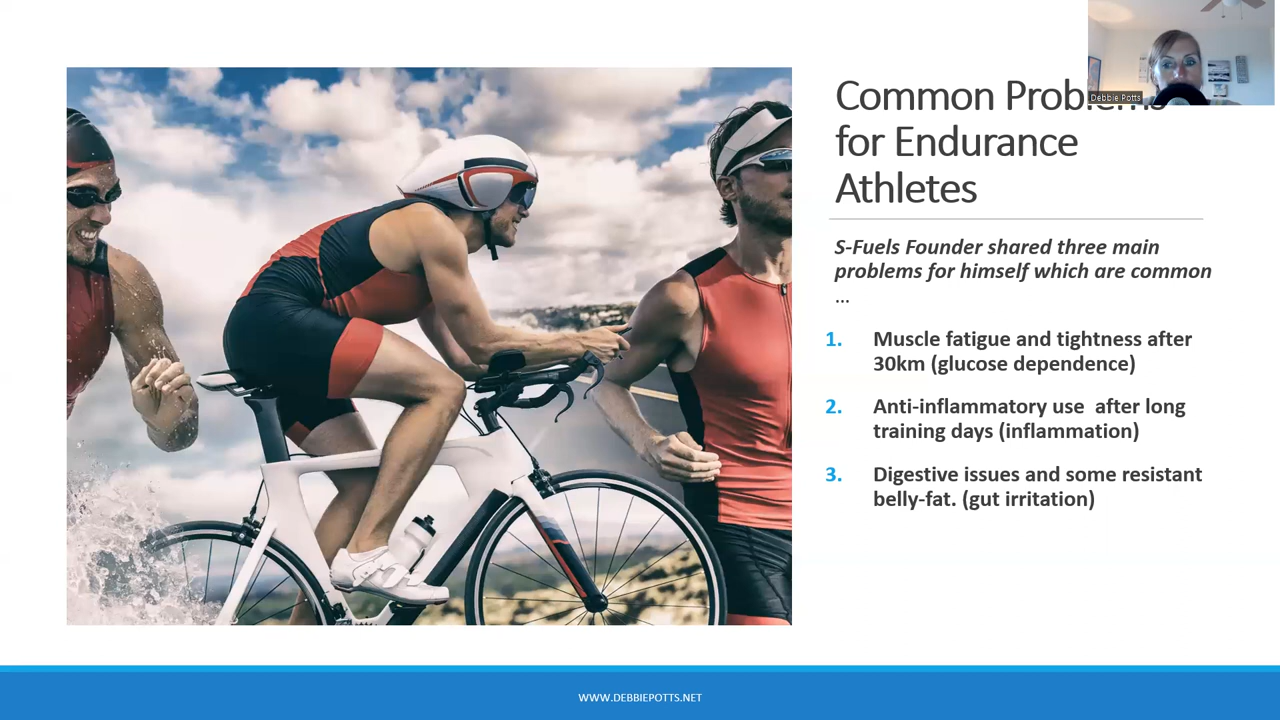 Debbie Potts
Common Problems
for Endurance
Athletes
S-Fuels Founder shared three main
problems for himself which are common
...
1. Muscle fatigue and tightness after
30km (glucose dependence)
2. Anti-inflammatory use after long
training days (inflammation)
3. Digestive issues and some resistant
belly-fat. (gut irritation)
WWW.DEBBIEPOTTS.NET